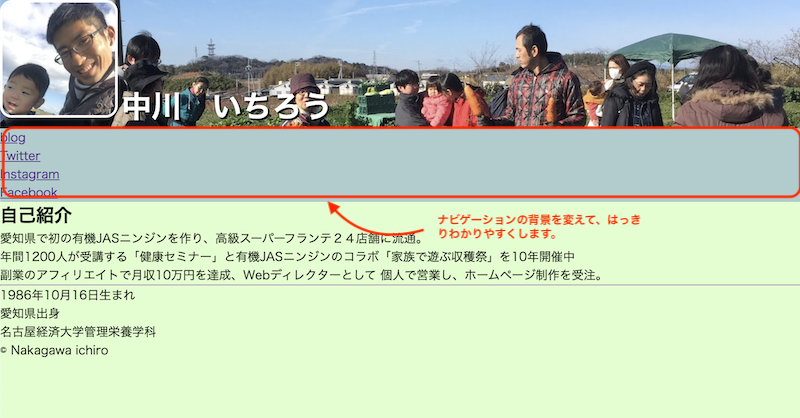 中川　いちろう
blog
Twitter
Instagram
Facebook
ナビゲーションの背景を変えて、はっき
りわかりやすくします。
自己紹介
愛知県で初の有機JASニンジンを作り、高級スーパーフランテ２４店舗に流通。
年間1200人が受講する「健康セミナー」と有機JASニンジンのコラボ「家族で遊ぶ収穫祭」を10年開催中
副業のアフィリエイトで月収10万円を達成、Webディレクターとして 個人で営業し、ホームページ制作を受注。
1986年10月16日生まれ
愛知県出身
名古屋経済大学管理栄養学科
© Nakagawa ichiro